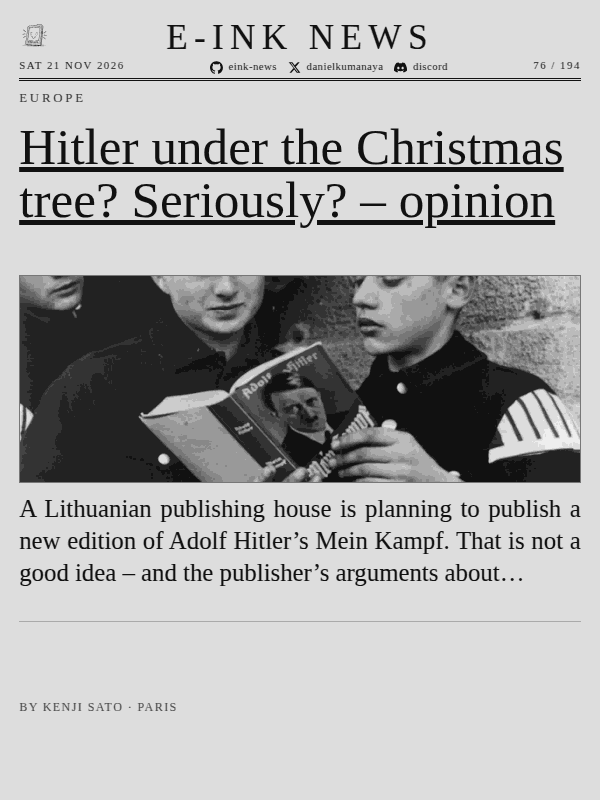 E-INK NEWS
SAT 21 NOV 2026
eink-news danielkumanaya discord
76 / 194
EUROPE
Hitler under the Christmas
tree? Seriously? – opinion
Adolf Hitler
A Lithuanian publishing house is planning to publish a
new edition of Adolf Hitler’s Mein Kampf. That is not a
good idea – and the publisher’s arguments about…
BY KENJI SATO · PARIS